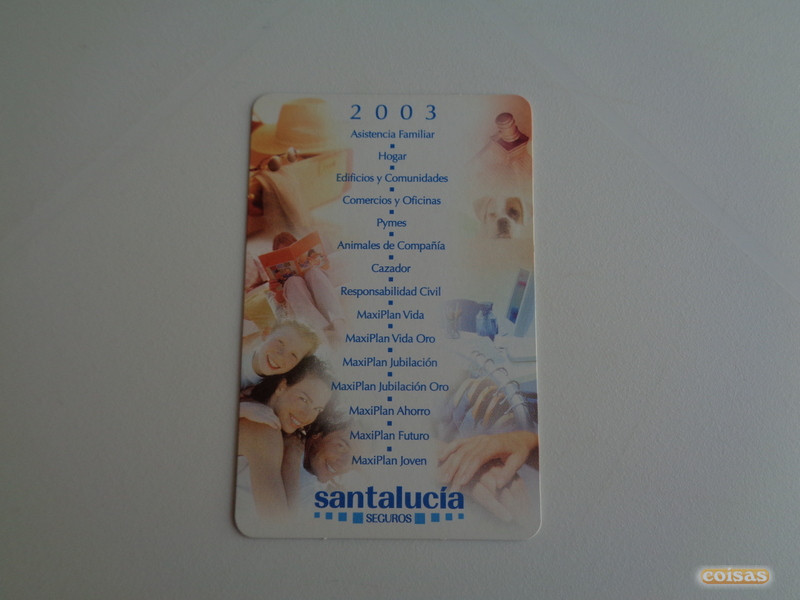 2003
Asistencia Familiar
Hogar
Edificios y Comunidades
Comercios y Oficinas
Pymes
Animales de Compañía
Cazador
Responsabilidad Civil
MaxiPlan Vida
MaxiPlan Vida Oro
MaxiPlan Jubilación
MaxiPlan Jubilación Oro
MaxiPlan Ahorro
MaxiPlan Futuro
MaxiPlan Joven
santalucía
SEGUROS
coisas